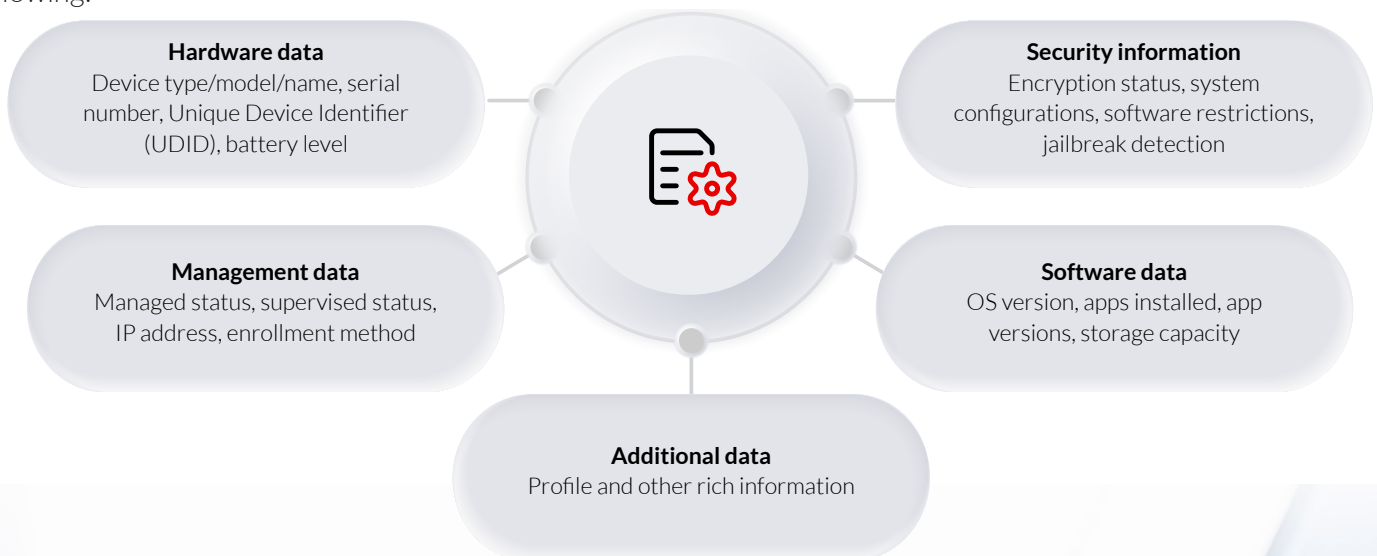 Hardware data
Device type/model/name, serial
number, Unique Device Identifier
(UDID), battery level
Security information
Encryption status, system
configurations, software restrictions,
jailbreak detection
Management data
Managed status, supervised status,
IP address, enrollment method
Software data
OS version, apps installed, app
versions, storage capacity
Additional data
Profile and other rich information